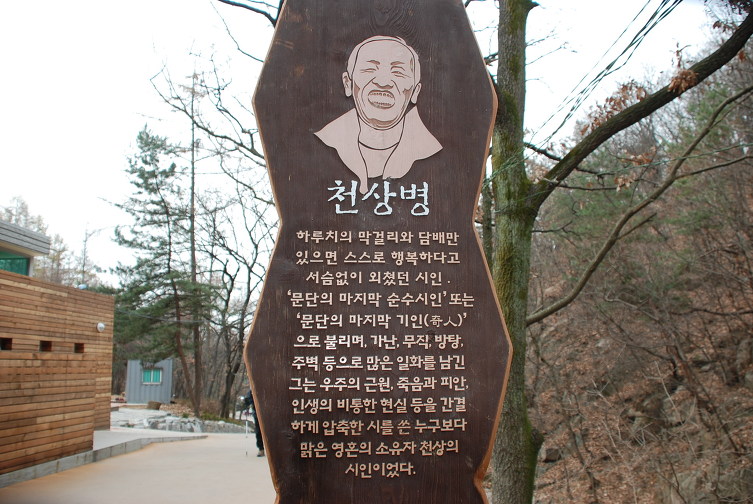 천상병
하루치의 막걸리와 담배만
있으면 스스로 행복하다고
서슴없이 외쳤던 시인.
‘문단의 마지막 순수시인’ 또는
‘문단의 마지막 기인(奇人)’
으로 불리며, 가난, 무직, 방탕,
주벽 등으로 많은 일화를 남긴
그는 우주의 근원, 죽음과 피안,
인생의 비통한 현실 등을 간결
하게 압축한 시를 쓴 누구보다
맑은 영혼의 소유자 천상의
시인이었다.